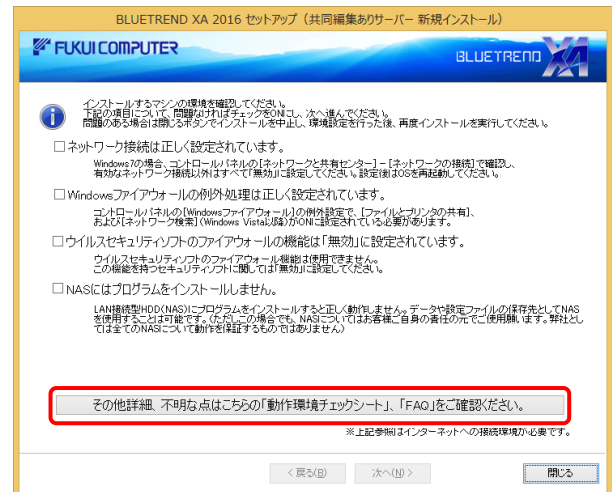 BLUETREND XA 2016 セットアップ（共同編集ありサーバー 新規インストール）
FUKUI COMPUTER
BLUETREND XA
インストールするマシンの環境を確認してください。
下記の項目について、問題なければチェックをONにし、次へ進んでください。
問題のある場合は閉じるボタンでインストールを中止し、環境設定を行った後、再度インストールを実行してください。
ネットワーク接続は正しく設定されています。
Windows7の場合、コントロールパネルの[ネットワークと共有センター]－[ネットワークの接続]で確認し、
有効なネットワーク接続以外はすべて「無効」に設定してください。設定後はOSを再起動してください。
Windowsファイアウォールの例外処理は正しく設定されています。
コントロールパネルの[Windowsファイアウォール]の例外設定で、[ファイルとプリンタの共有]、
および[ネットワーク検索](Windows Vista以降)がONに設定されている必要があります。
ウイルスセキュリティソフトのファイアウォールの機能は「無効」に設定されています。
ウイルスセキュリティソフトのファイアウォール機能は使用できません。
この機能を持つセキュリティソフトに関しては「無効」に設定してください。
NASにはプログラムをインストールしません。
LAN接続型HDD(NAS)にプログラムをインストールすると正しく動作しません。データや設定ファイルの保存先としてNAS
を使用することは可能です。(ただしこの場合でも、NASについてはお客様ご自身の責任の元でご使用願います。弊社とし
ては全てのNASについて動作を保証するものではありません)
その他詳細、不明な点はこちらの「動作環境チェックシート」、「FAQ」をご確認ください。
※上記参照はインターネットへの接続環境が必要です。
< 戻る(B)
次へ(N) >
閉じる